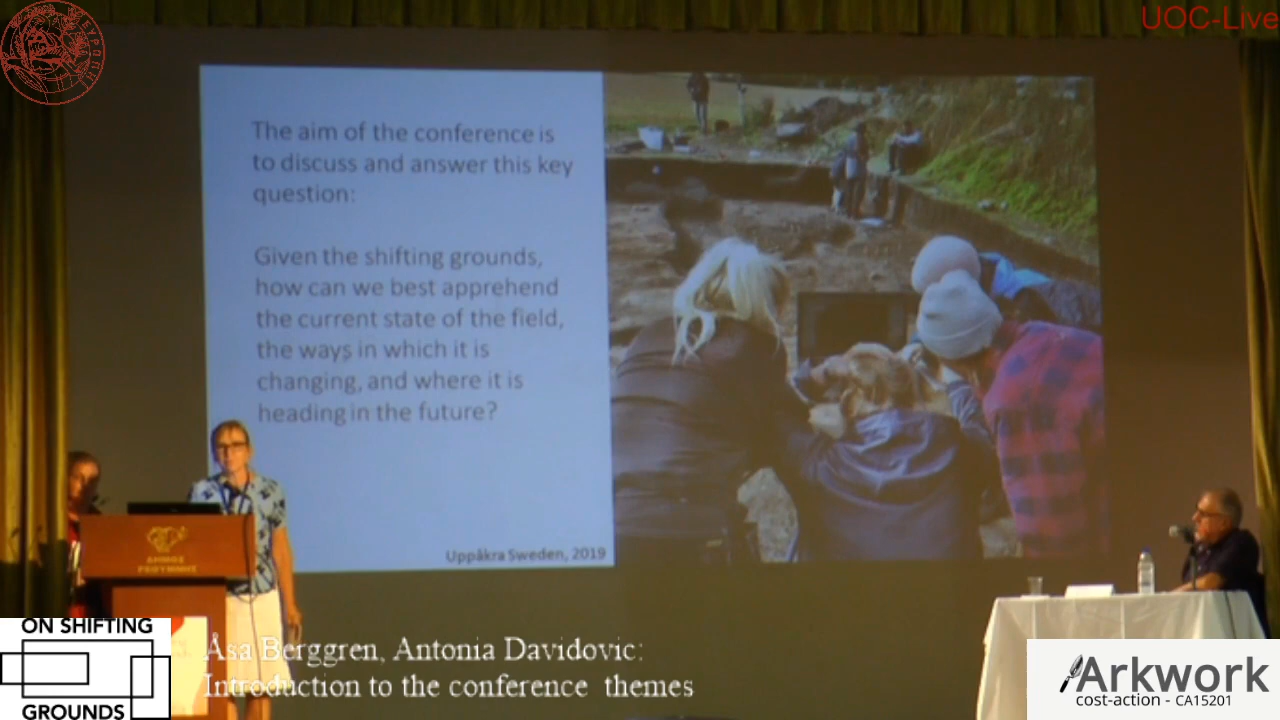 UOC-Live
The aim of the conference is
to discuss and answer this key
question:
Given the shifting grounds,
how can we best apprehend
the current state of the field,
the ways in which it is
changing, and where it is
heading in the future?
Uppåkra Sweden, 2019
ΔΗΜΟΣ
ΡΕΘΥΜΝΗΣ
ON SHIFTING
GROUNDS
Åsa Berggren, Antonia Davidovic:
Introduction to the conference themes
Arkwork
cost-action - CA15201